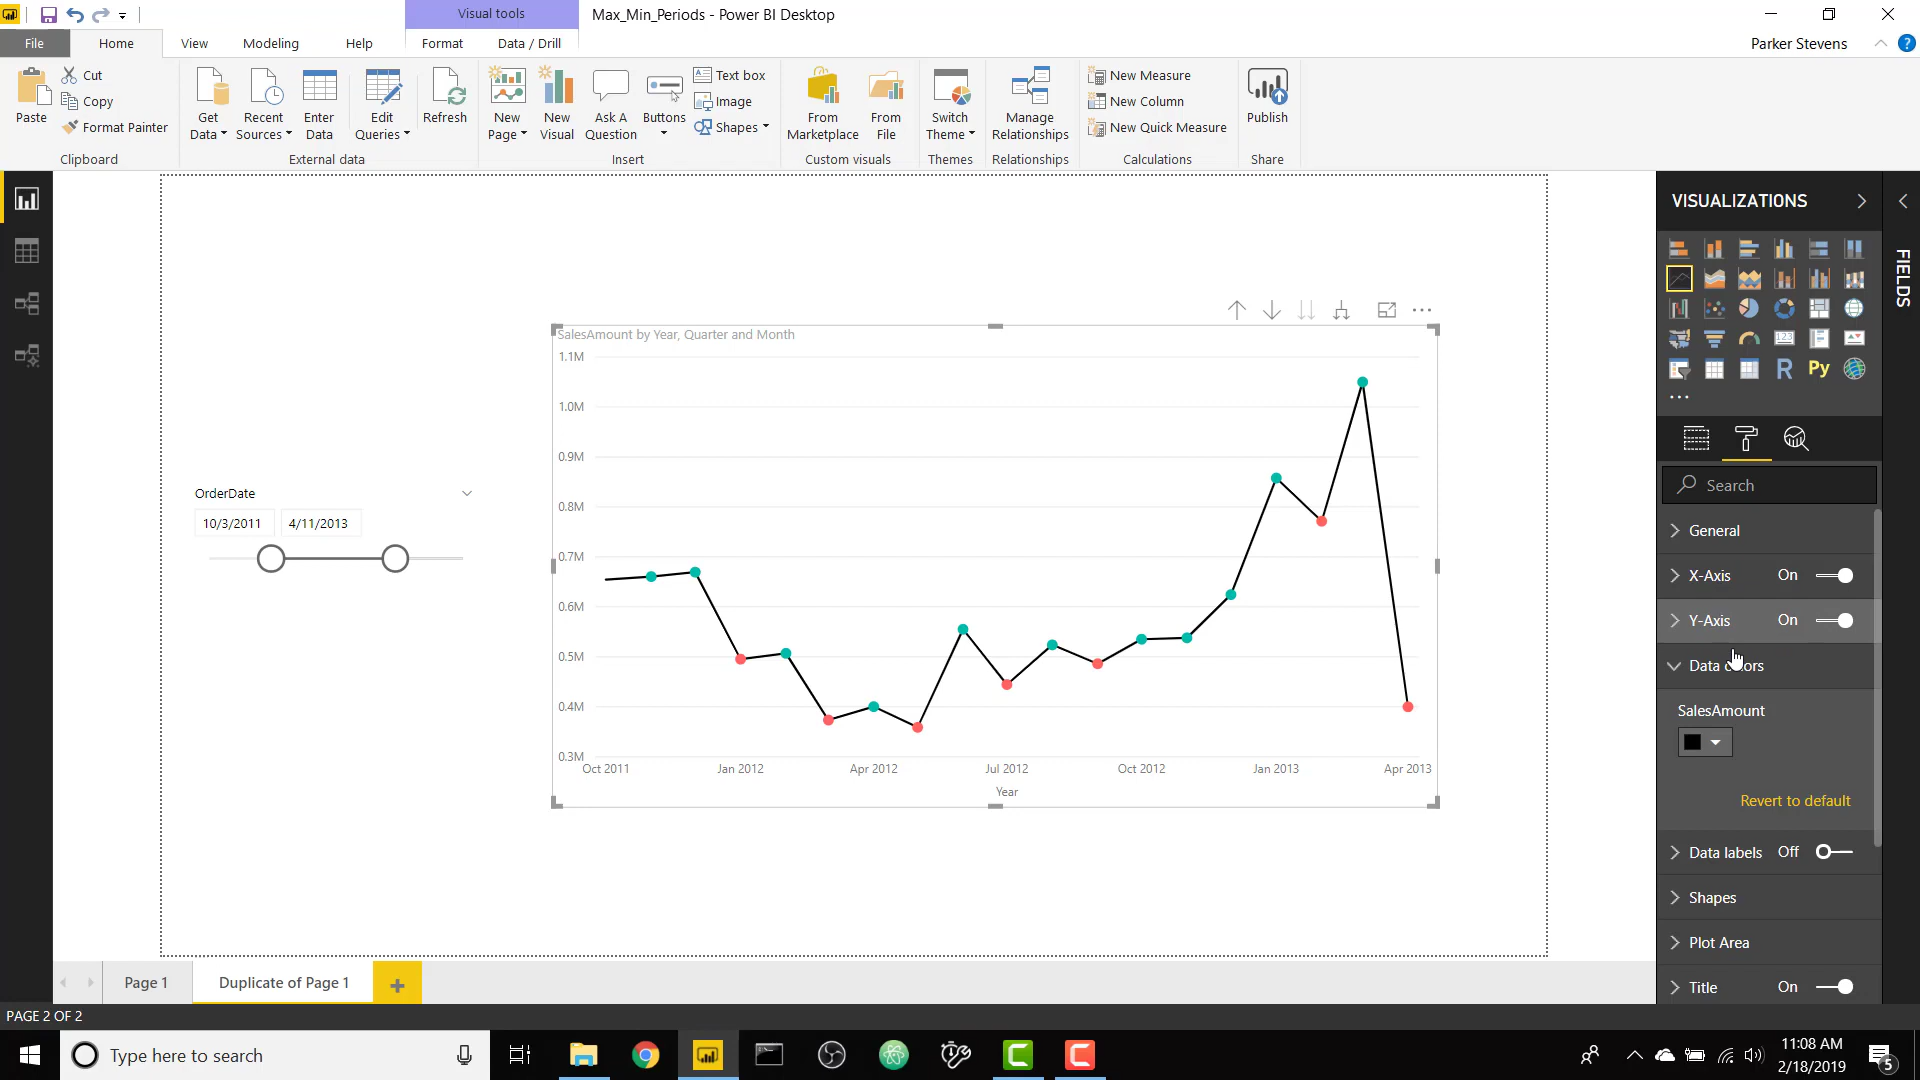 Visual tools
Max_Min_Periods - Power BI Desktop
File
Home
View
Modeling
Help
Format
Data / Drill
Parker Stevens
?
Paste
Cut
Copy
Format Painter
Clipboard
Get
Data
Recent
Sources
Enter
Data
Edit
Queries
Refresh
External data
New
Page
New
Visual
Ask A
Question
Buttons
Text box
Image
Shapes
Insert
From
Marketplace
From
File
Custom visuals
Switch
Theme
Themes
Manage
Relationships
Relationships
New Measure
New Column
New Quick Measure
Calculations
Publish
Share
OrderDate
10/3/2011
4/11/2013
SalesAmount by Year, Quarter and Month
1.1M
1.0M
0.9M
0.8M
0.7M
0.6M
0.5M
0.4M
0.3M
Oct 2011
Jan 2012
Apr 2012
Jul 2012
Oct 2012
Jan 2013
Apr 2013
Year
VISUALIZATIONS
FIELDS
123
R
Py
Search
General
X-Axis On
Y-Axis On
Data
SalesAmount
Revert to default
Data labels Off
Shapes
Plot Area
Title On
Page 1
Duplicate of Page 1
+
PAGE 2 OF 2
Type here to search
11:08 AM
2/18/2019
5